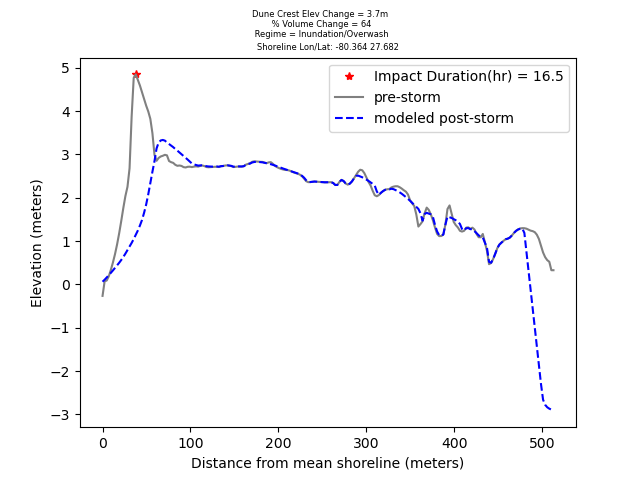 Dune Crest Elev Change = 3.7m
% Volume Change = 64
Regime = Inundation/Overwash
Shoreline Lon/Lat: -80.364 27.682
Impact Duration(hr) = 16.5
pre-storm
modeled post-storm
5
4
3
2
1
0
−1
−2
−3
Elevation (meters)
0 100 200 300 400 500
Distance from mean shoreline (meters)